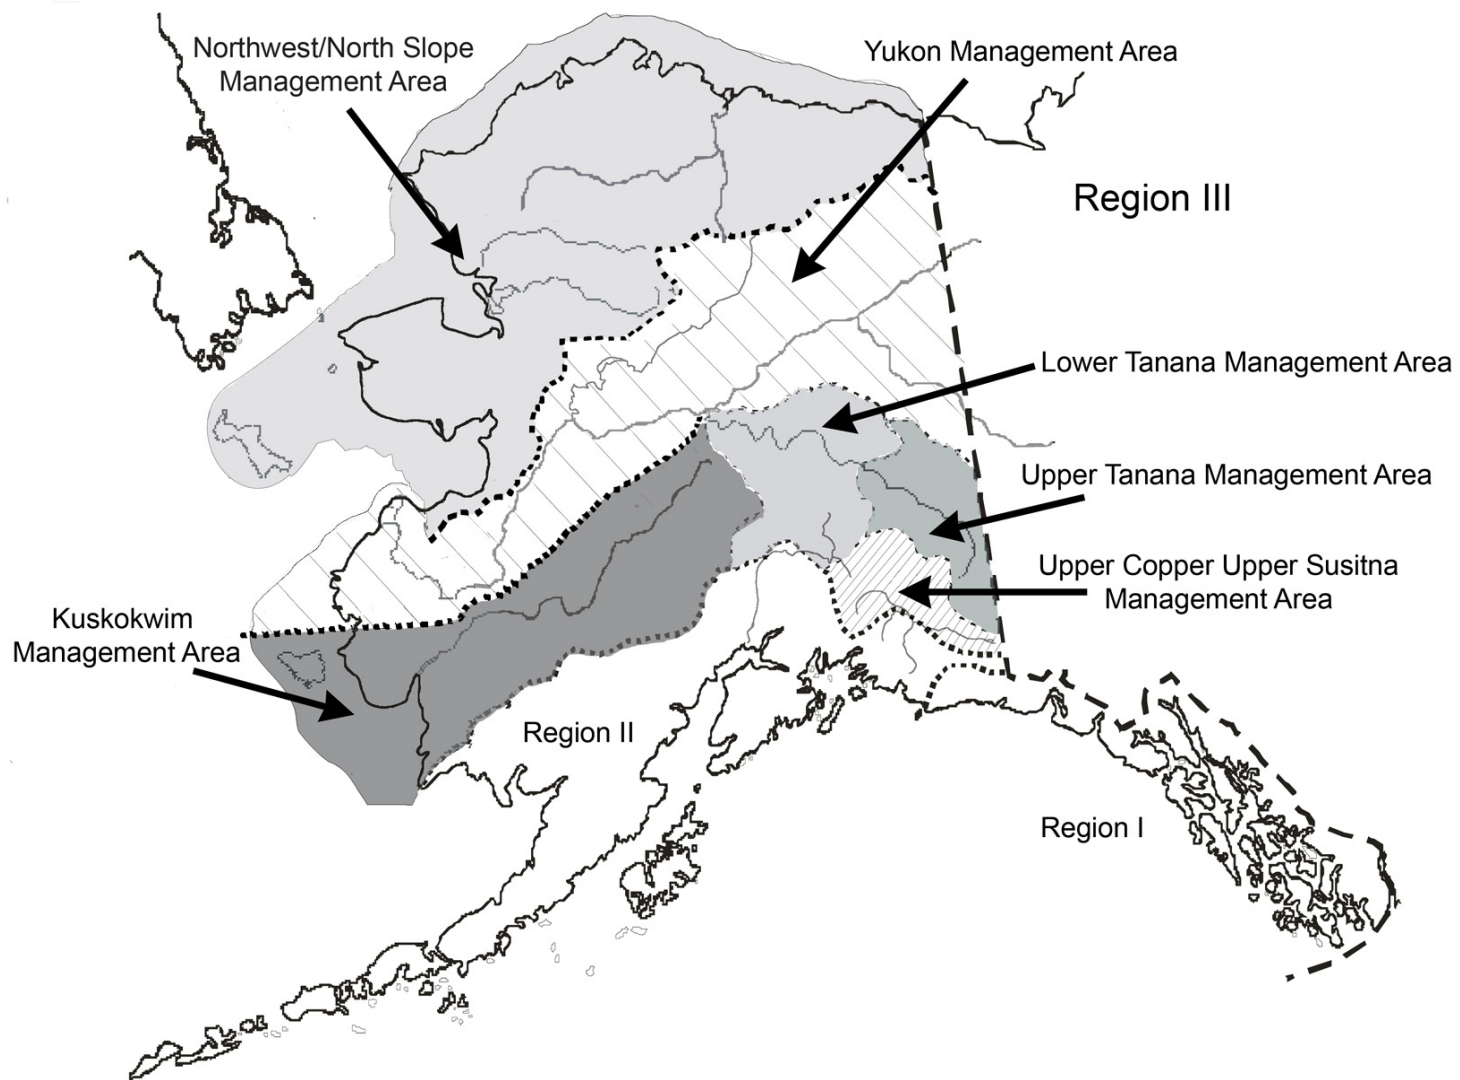 Northwest/North Slope
Management Area
Yukon Management Area
Region III
Lower Tanana Management Area
Upper Tanana Management Area
Upper Copper Upper Susitna
Management Area
Kuskokwim
Management Area
Region II
Region I